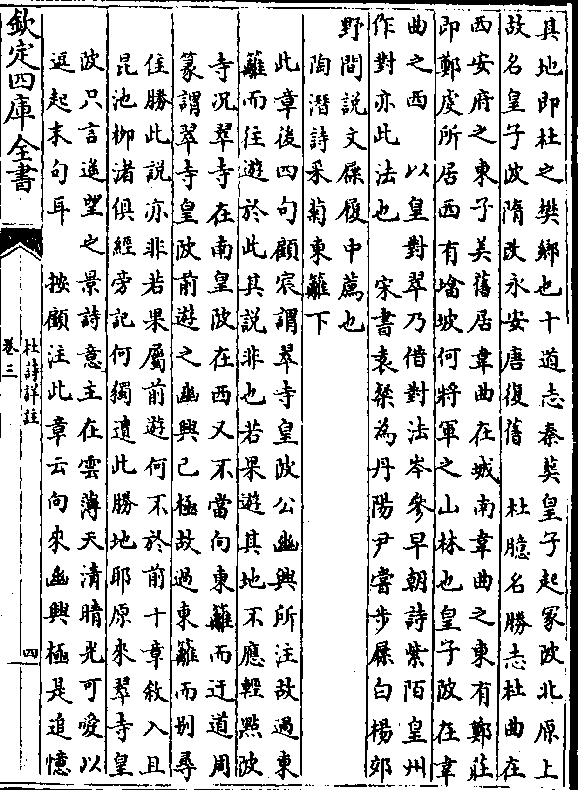 其地即杜之樊鄉也十道志秦葬皇子起冢陂北原上
故名皇子陂隋改永安唐復舊　杜臆名勝志杜曲在
西安府之東子美舊居韋曲在城南韋曲之東有鄭莊
即鄭虔所居西有塠坡何將軍之山林也皇子陂在韋
曲之西　以皇對翠乃借對法岑參早朝詩紫陌皇州
作對亦此法也　宋書袁粲為丹陽尹嘗步屧白楊郊
野間説文屧履中薦也
陶潛詩采菊東籬下
此章後四句顧宸謂翠寺皇陂公幽興所注故過東
籬而往遊於此其説非也若果遊其地不應輕點陂
寺况翠寺在南皇陂在西又不當向東籬而迂道周
篆謂翠寺皇陂前遊之幽興已極故過東籬而别尋
佳勝此説亦非若果屬前遊何不於前十章敘入且
昆池柳渚俱經旁記何獨遺此勝地耶原來翠寺皇
陂只言遥望之景詩意主在雲薄天清晴光可愛以
逗起末句耳　按顧注此章云向來幽興極是追憶
欽定四庫全書
杜詩詳註
卷三
四